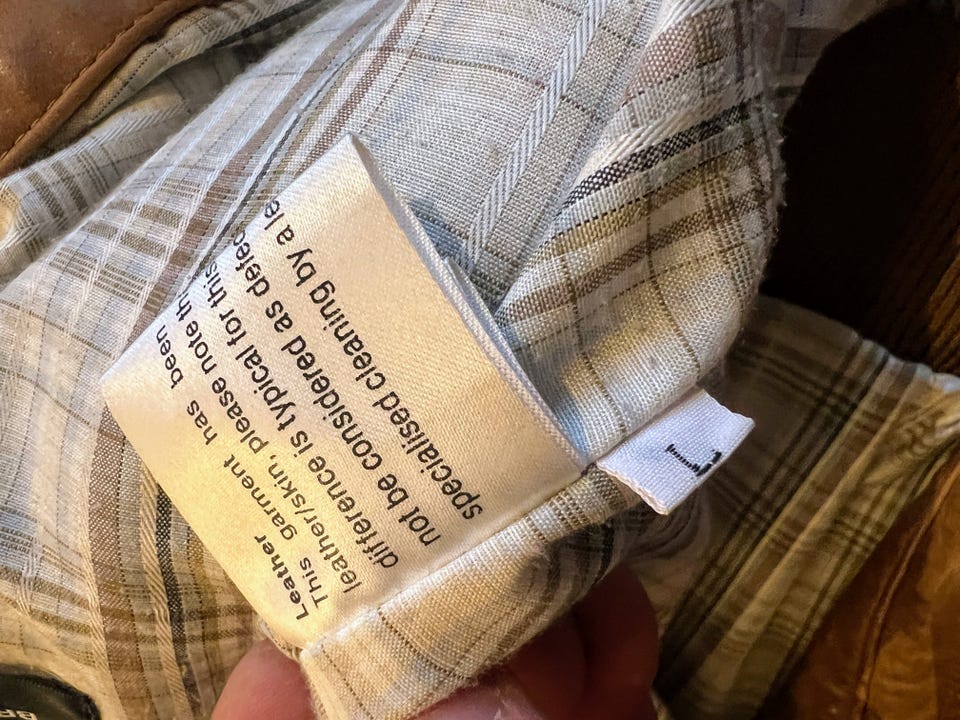 Leather
This garment has been
leather/skin, please note
difference is typical for this
not be considered as
specialised cleaning by a
L